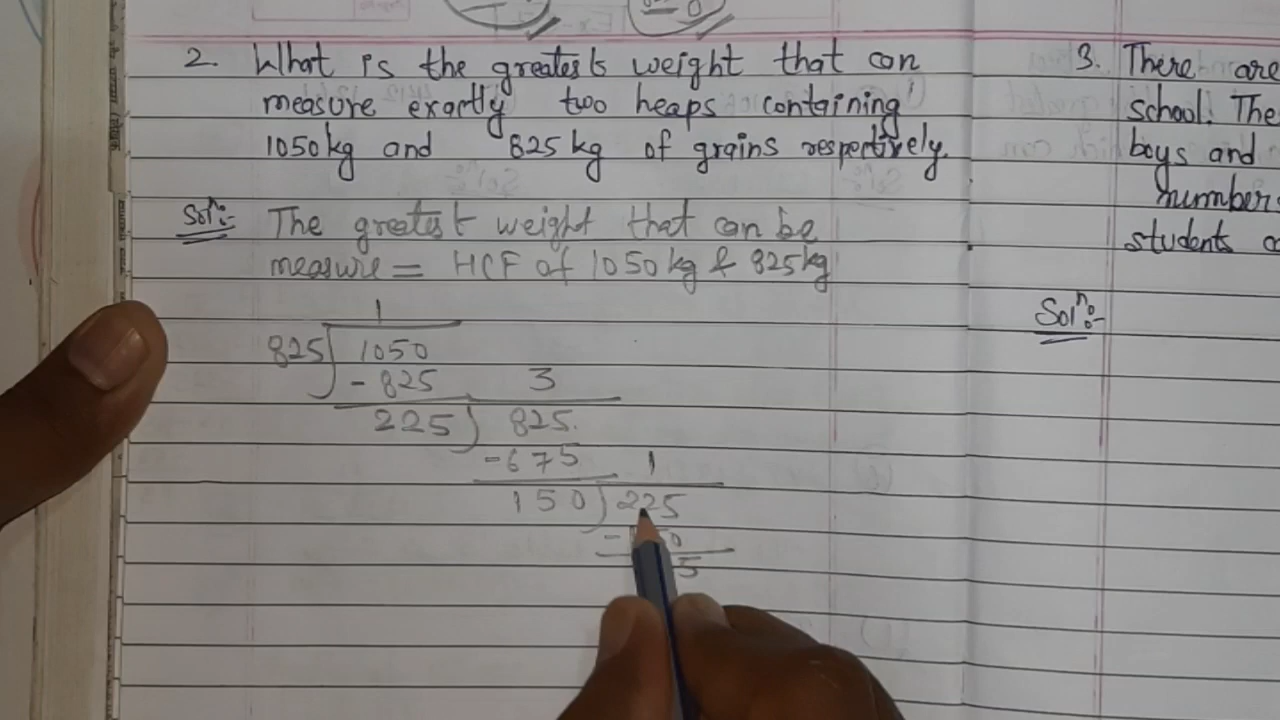 2. What is the greatest weight that can
measure exactly two heaps containing
1050 kg and 825 kg of grains respectively.
Solⁿ:- The greatest weight that can be
measure = HCF of 1050 kg & 825 kg
1
825 1050
- 825 3
225 ) 825.
-675 1
150 ) 225
3. There are
school. The
boys and
number
students
Solⁿ:-